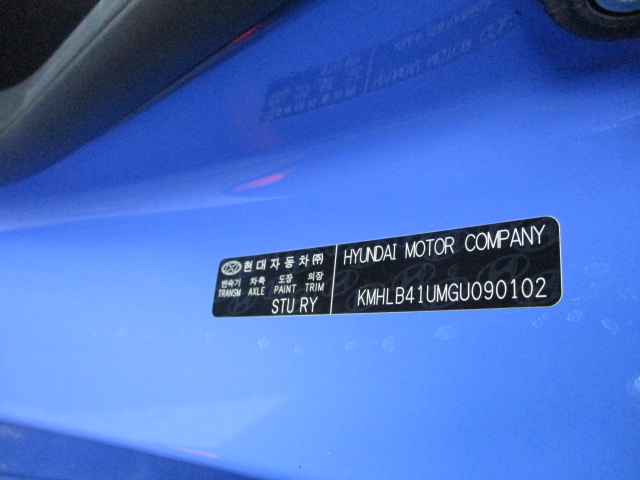 현대자동차㈜
변속기 차축 도장 의장
TRANSM AXLE PAINT TRIM
STU RY
HYUNDAI MOTOR COMPANY
KMHLB41UMGU090102